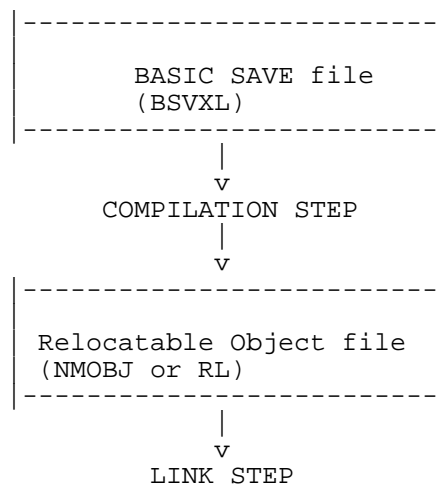 |--------------------------
|
| BASIC SAVE file
| (BSVXL)
|--------------------------
|
v
COMPILATION STEP
|
v
|--------------------------
|
| Relocatable Object file
| (NMOBJ or RL)
|--------------------------
|
v
LINK STEP